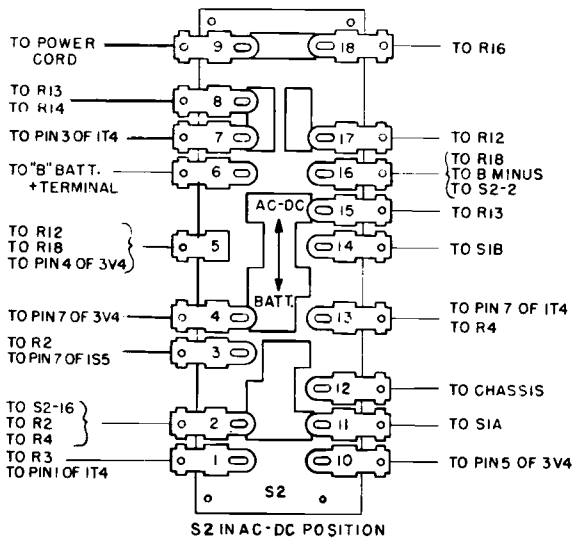 TO POWER
CORD
9
18
TO R16
TO R13
TO R14
8
TO PIN 3 OF 1T4
7
17
TO R12
TO "B" BATT.
+TERMINAL
6
16
TO R18
TO B MINUS
TO S2-2
AC-DC
15
TO R13
TO R12
TO R18
TO PIN 4 OF 3V4
5
14
TO S1B
BATT.
TO PIN 7 OF 3V4
4
13
TO PIN 7 OF 1T4
TO R4
TO R2
TO PIN 7 OF 1S5
3
12
TO CHASSIS
TO S2-16
TO R2
TO R4
2
11
TO S1A
TO R3
TO PIN 1 OF 1T4
1
10
TO PIN 5 OF 3V4
S2
S2 IN AC-DC POSITION